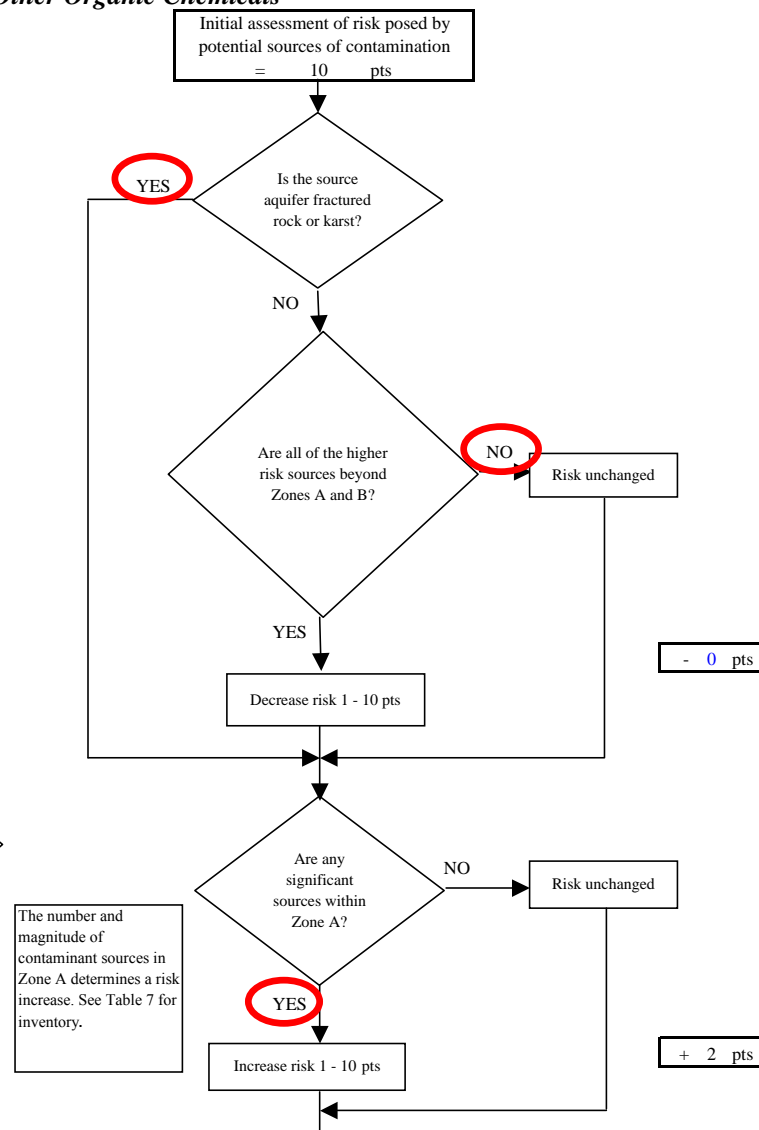 Other Organic Chemicals
Initial assessment of risk posed by
potential sources of contamination
= 10 pts
YES
Is the source
aquifer fractured
rock or karst?
NO
Are all of the higher
risk sources beyond
Zones A and B?
NO
Risk unchanged
YES
- 0 pts
Decrease risk 1 - 10 pts
Are any
significant
sources within
Zone A?
NO
Risk unchanged
The number and
magnitude of
contaminant sources in
Zone A determines a risk
increase. See Table 7 for
inventory.
YES
Increase risk 1 - 10 pts
+ 2 pts